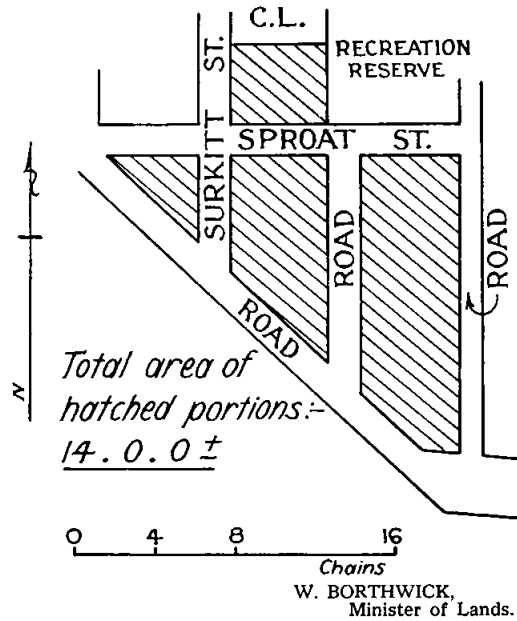 C.L.
ST.
RECREATION
RESERVE
SPROAT ST.
SURKITT
ROAD
ROAD
ROAD
N
Total area of
hatched portions:-
14.0.0 ±
0 4 8 16
Chains
W. BORTHWICK,
Minister of Lands.